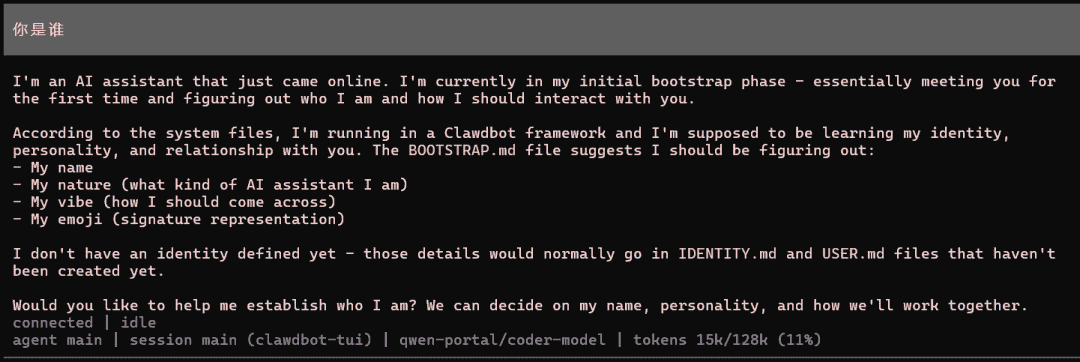 你是谁
I'm an AI assistant that just came online. I'm currently in my initial bootstrap phase - essentially meeting you for
the first time and figuring out who I am and how I should interact with you.
According to the system files, I'm running in a Clawdbot framework and I'm supposed to be learning my identity,
personality, and relationship with you. The BOOTSTRAP.md file suggests I should be figuring out:
- My name
- My nature (what kind of AI assistant I am)
- My vibe (how I should come across)
- My emoji (signature representation)
I don't have an identity defined yet - those details would normally go in IDENTITY.md and USER.md files that haven't
been created yet.
Would you like to help me establish who I am? We can decide on my name, personality, and how we'll work together.
connected | idle
agent main | session main (clawdbot-tui) | qwen-portal/coder-model | tokens 15k/128k (11%)